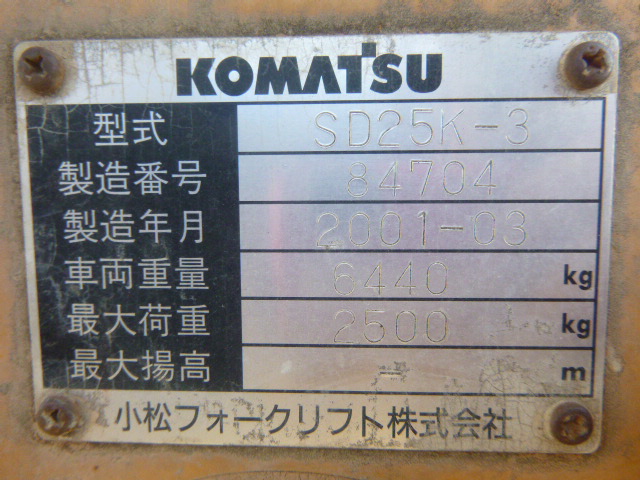 KOMATSU
型式 SD25K-3
製造番号 84704
製造年月 2001-03
車両重量 6440 kg
最大荷重 2500 kg
最大揚高 - m
小松フォークリフト株式会社